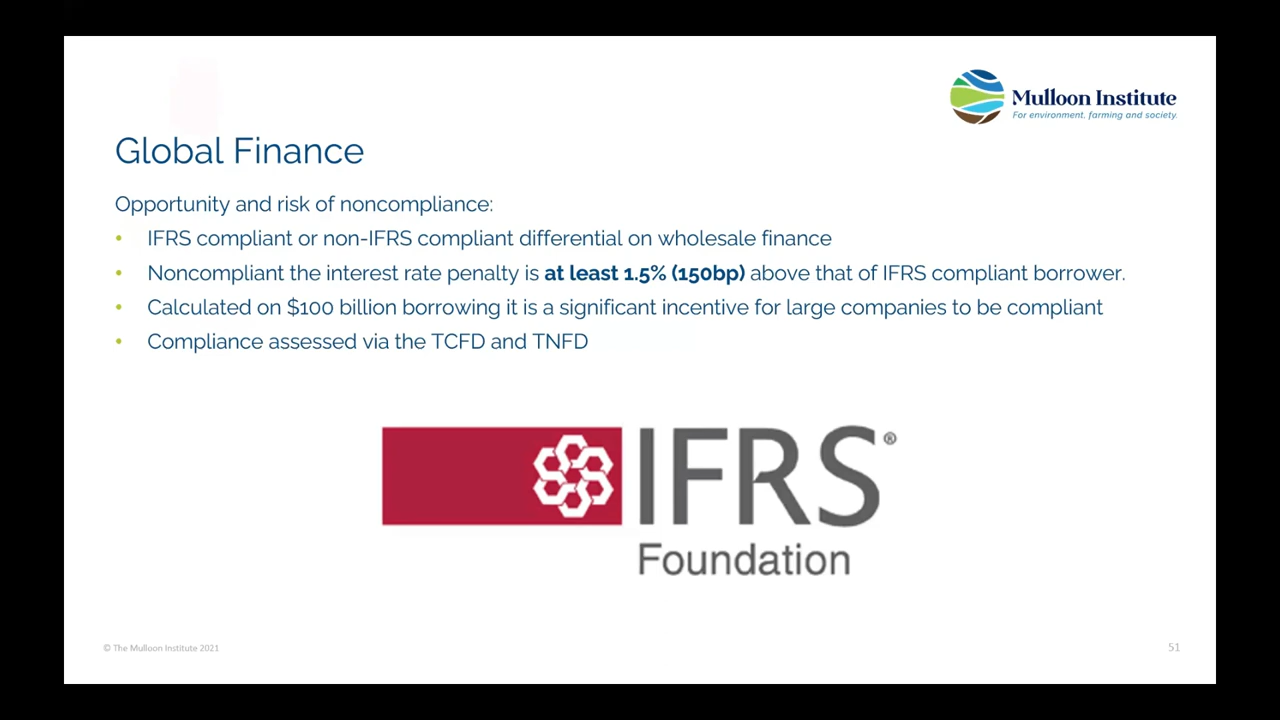 Mulloon Institute
For environment, farming and society.
Global Finance
Opportunity and risk of noncompliance:
• IFRS compliant or non-IFRS compliant differential on wholesale finance
• Noncompliant the interest rate penalty is at least 1.5% (150bp) above that of IFRS compliant borrower.
• Calculated on $100 billion borrowing it is a significant incentive for large companies to be compliant
• Compliance assessed via the TCFD and TNFD
IFRS®
Foundation
© The Mulloon Institute 2021
51